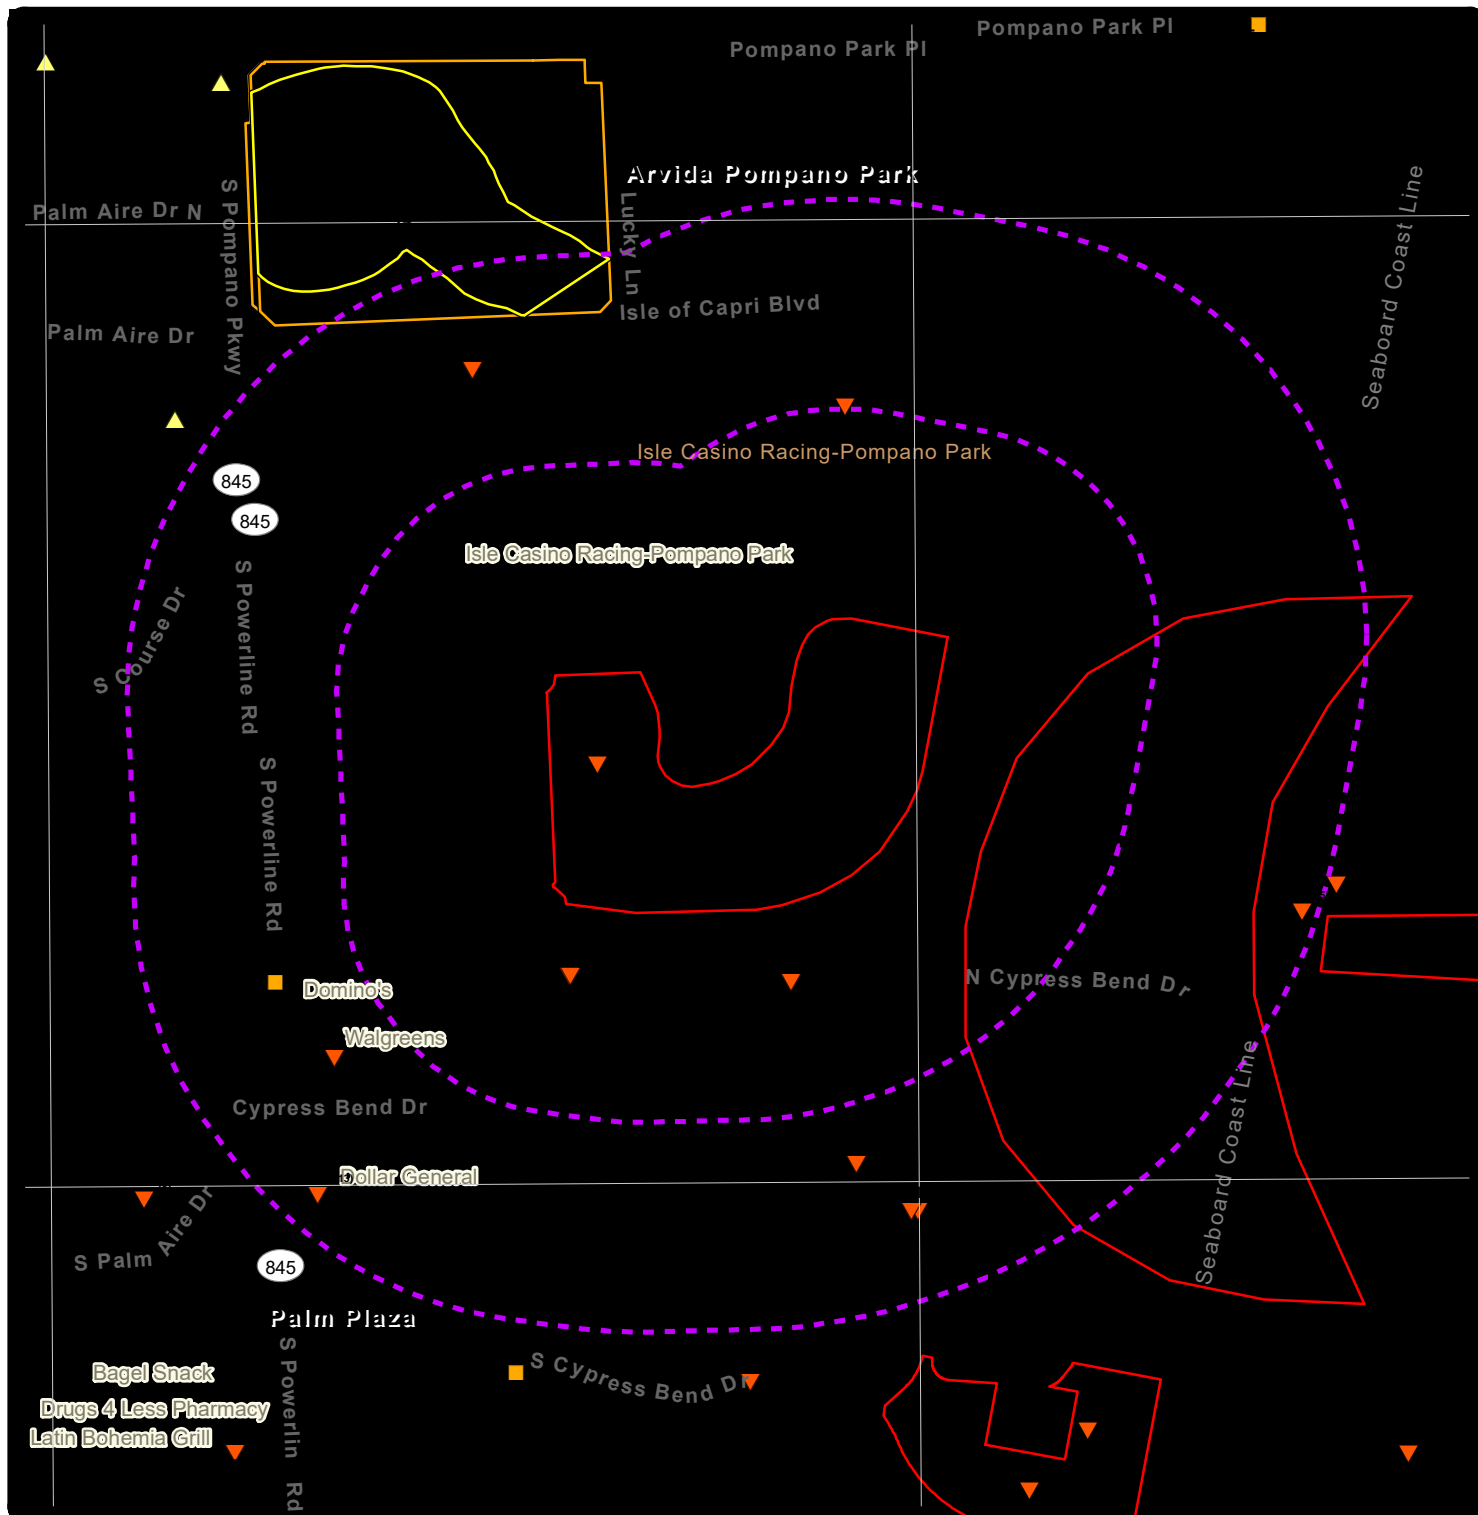 Pompano Park Pl
Pompano Park Pl
Arvida Pompano Park
Palm Aire Dr N
S Pompano Pkwy
Lucky Ln
Seaboard Coast Line
Isle of Capri Blvd
Palm Aire Dr
Isle Casino Racing-Pompano Park
845
845
Isle Casino Racing-Pompano Park
S Course Dr
S Powerline Rd
S Powerline Rd
N Cypress Bend Dr
Domino's
Walgreens
Cypress Bend Dr
Seaboard Coast Line
Dollar General
S Palm Aire Dr
845
Palm Plaza
S Powerlin Rd
S Cypress Bend Dr
Bagel Snack
Drugs 4 Less Pharmacy
Latin Bohemia Grill